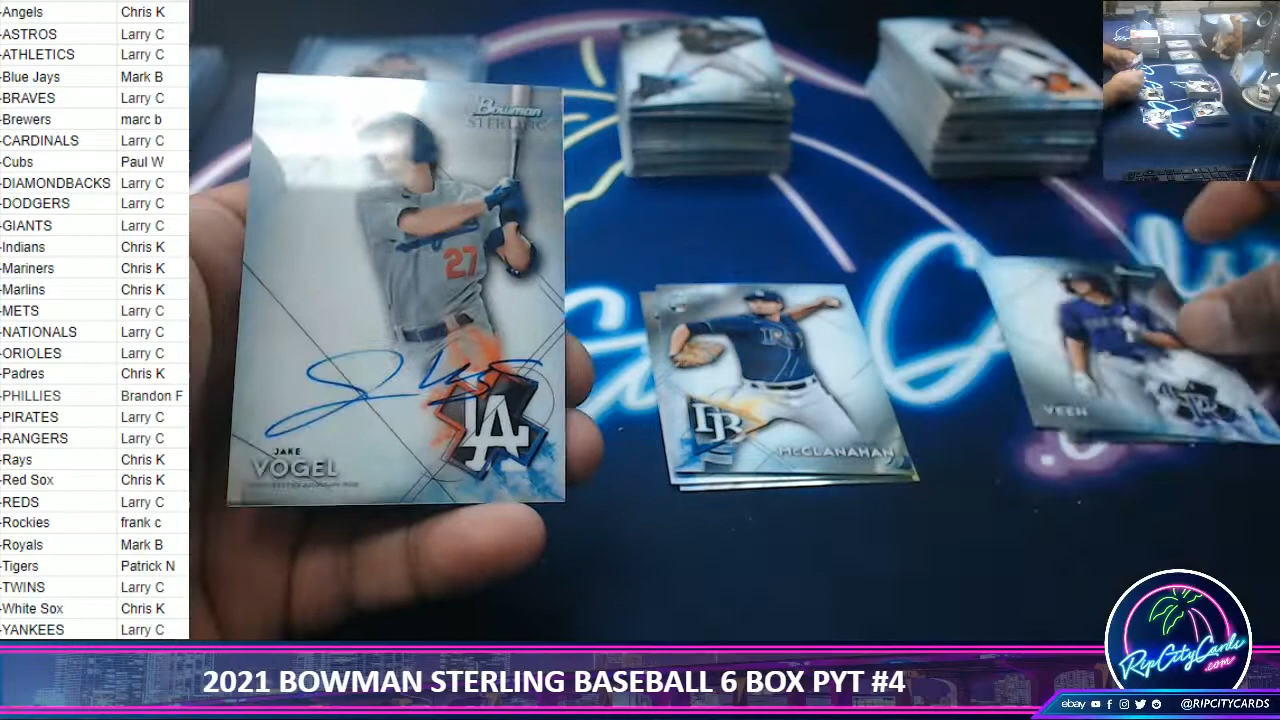 -Angels Chris K
-ASTROS Larry C
-ATHLETICS Larry C
-Blue Jays Mark B
-BRAVES Larry C
-Brewers marc b
-CARDINALS Larry C
-Cubs Paul W
-DIAMONDBACKS Larry C
-DODGERS Larry C
-GIANTS Larry C
-Indians Chris K
-Mariners Chris K
-Marlins Chris K
-METS Larry C
-NATIONALS Larry C
-ORIOLES Larry C
-Padres Chris K
-PHILLIES Brandon F
-PIRATES Larry C
-RANGERS Larry C
-Rays Chris K
-Red Sox Chris K
-REDS Larry C
-Rockies frank c
-Royals Mark B
-Tigers Patrick N
-TWINS Larry C
-White Sox Chris K
-YANKEES Larry C
Bowman
STERLING
27
LA
JAKE
VOGEL
TB
MCCLANAHAN
VEEN
RipCityCards
.com
2021 BOWMAN STERLING BASEBALL 6 BOX PYT #4
ebay @RIPCITYCARDS